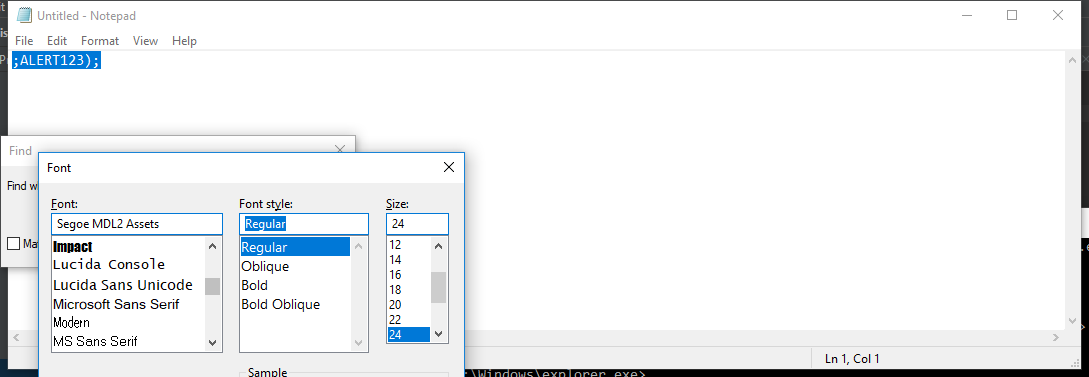 Untitled - Notepad
File Edit Format View Help
;ALERT123);
Find
Find w
Ma
Font
Font: Font style: Size:
Segoe MDL2 Assets Regular 24
Impact Regular 12
Lucida Console Oblique 14
Lucida Sans Unicode Bold 16
Microsoft Sans Serif Bold Oblique 18
Modern 20
MS Sans Serif 22
24
Sample
Ln 1, Col 1
:\Windows\explorer.exe>